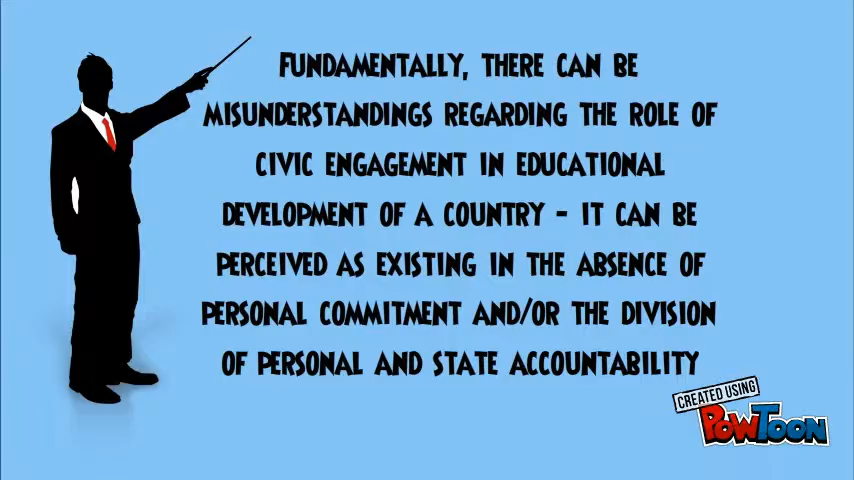 FUNDAMENTALLY, THERE CAN BE
MISUNDERSTANDINGS REGARDING THE ROLE OF
CIVIC ENGAGEMENT IN EDUCATIONAL
DEVELOPMENT OF A COUNTRY - IT CAN BE
PERCEIVED AS EXISTING IN THE ABSENCE OF
PERSONAL COMMITMENT AND/OR THE DIVISION
OF PERSONAL AND STATE ACCOUNTABILITY
CREATED USING
POWTOON